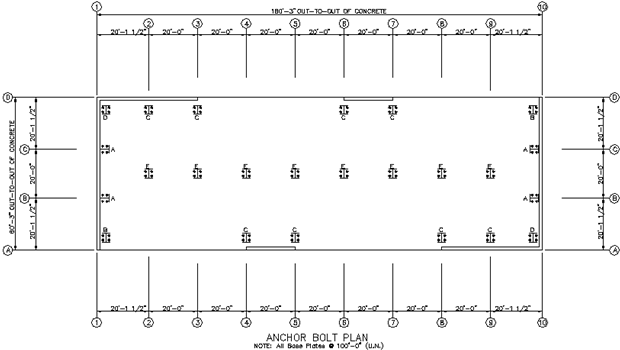 1 10
180'-3" OUT-TO-OUT OF CONCRETE
2 3 4 5 6 7 8 9
20'-1 1/2" 20'-0" 20'-0" 20'-0" 20'-0" 20'-0" 20'-0" 20'-0" 20'-1 1/2"
D D
D C C C C B
60'-3" OUT-TO-OUT OF CONCRETE
20'-1 1/2" 20'-1 1/2"
C A A C
20'-0" 20'-0"
E E E E E E E E
B A A B
20'-1 1/2" 20'-1 1/2"
B C C C C D
A A
20'-1 1/2" 20'-0" 20'-0" 20'-0" 20'-0" 20'-0" 20'-0" 20'-0" 20'-1 1/2"
1 2 3 4 5 6 7 8 9 10
ANCHOR BOLT PLAN
NOTE: All Base Plates @ 100'-0" (U.N.)